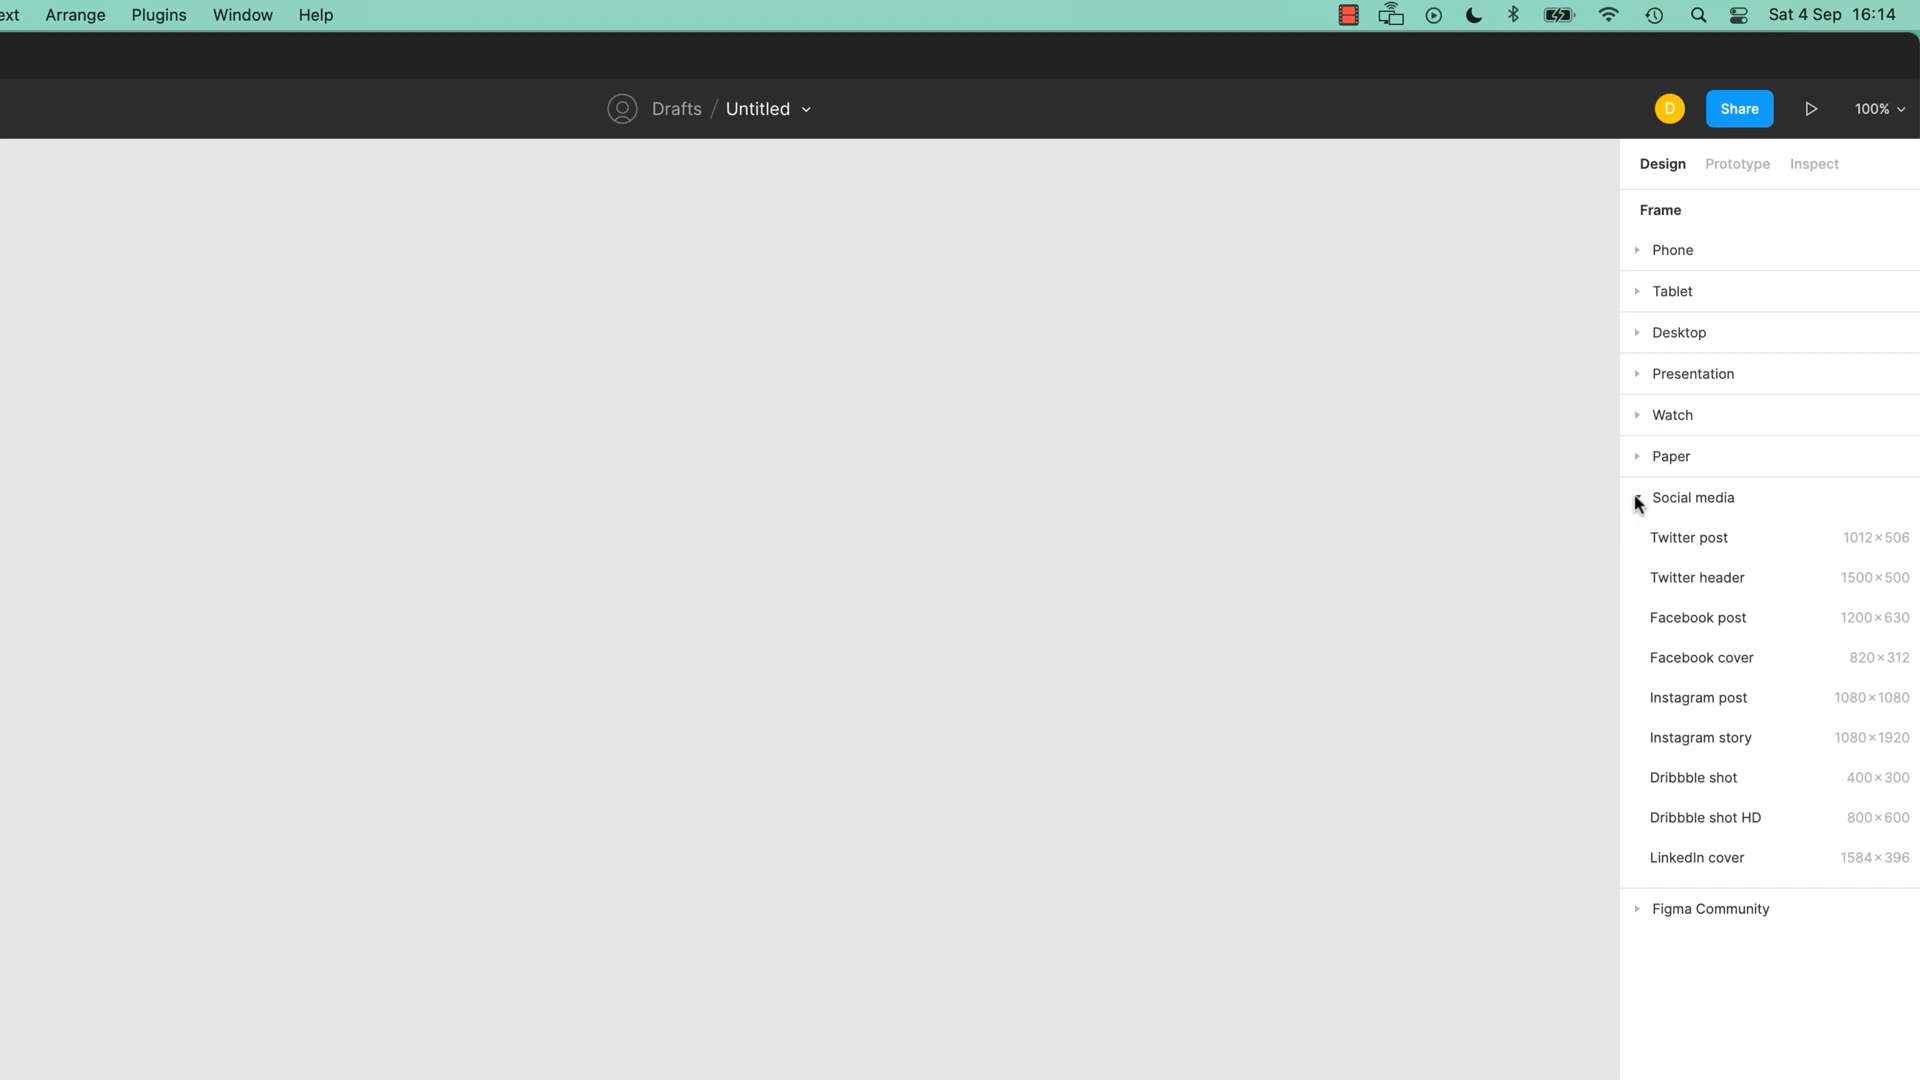 ext Arrange Plugins Window Help Sat 4 Sep 16:14
Drafts / Untitled D Share 100%
Design Prototype Inspect
Frame
Phone
Tablet
Desktop
Presentation
Watch
Paper
Social media
Twitter post 1012×506
Twitter header 1500×500
Facebook post 1200×630
Facebook cover 820×312
Instagram post 1080×1080
Instagram story 1080×1920
Dribbble shot 400×300
Dribbble shot HD 800×600
LinkedIn cover 1584×396
Figma Community